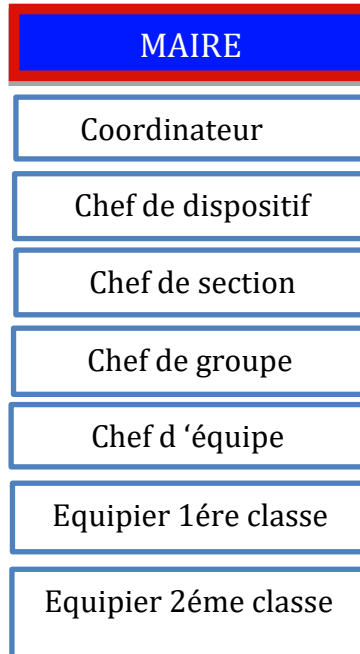 MAIRE
Coordinateur
Chef de dispositif
Chef de section
Chef de groupe
Chef d ‘équipe
Equipier 1ére classe
Equipier 2éme classe